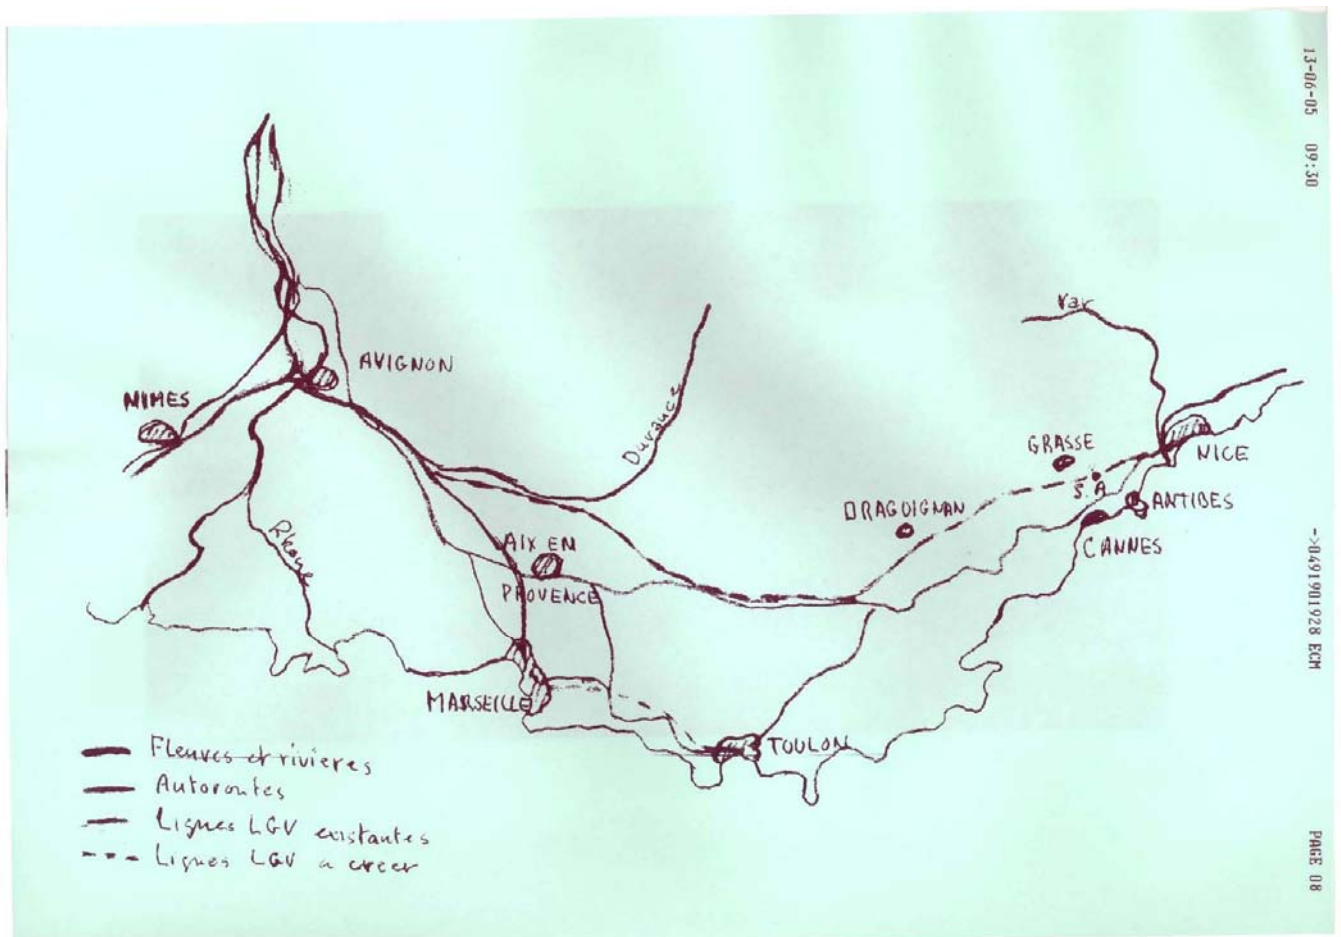 13-06-05 09:30
->0491901928 ECM
PAGE 08
Var
AVIGNON
NIMES
Durance
GRASSE
NICE
S.A
DRAGUIGNAN
ANTIBES
CANNES
Rhone
AIX EN
PROVENCE
MARSEILLE
TOULON
Fleuves et rivieres
Autoroutes
Lignes LGV existantes
Lignes LGV a creer